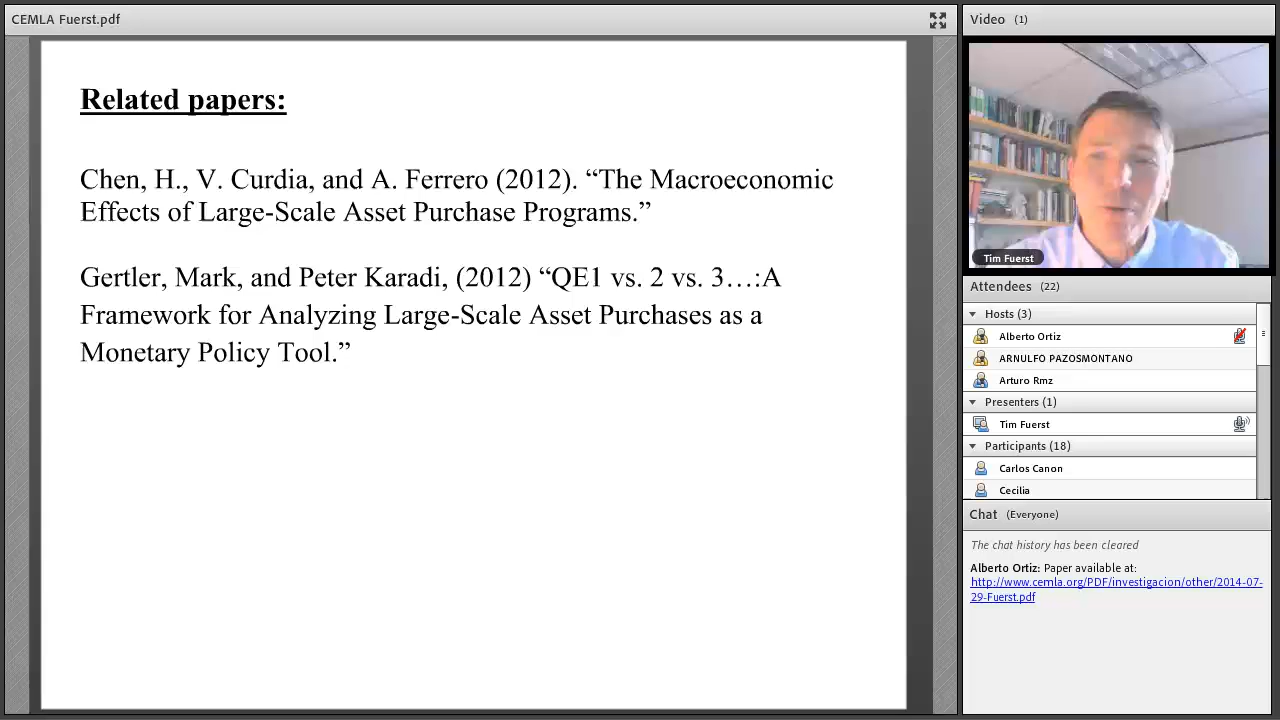 CEMLA Fuerst.pdf
Related papers:
Chen, H., V. Curdia, and A. Ferrero (2012). “The Macroeconomic
Effects of Large-Scale Asset Purchase Programs.”
Gertler, Mark, and Peter Karadi, (2012) “QE1 vs. 2 vs. 3…:A
Framework for Analyzing Large-Scale Asset Purchases as a
Monetary Policy Tool.”
Video (1)
Tim Fuerst
Attendees (22)
Hosts (3)
Alberto Ortiz
ARNULFO PAZOSMONTANO
Arturo Rmz
Presenters (1)
Tim Fuerst
Participants (18)
Carlos Canon
Cecilia
Chat (Everyone)
The chat history has been cleared
Alberto Ortiz: Paper available at:
http://www.cemla.org/PDF/investigacion/other/2014-07-
29-Fuerst.pdf